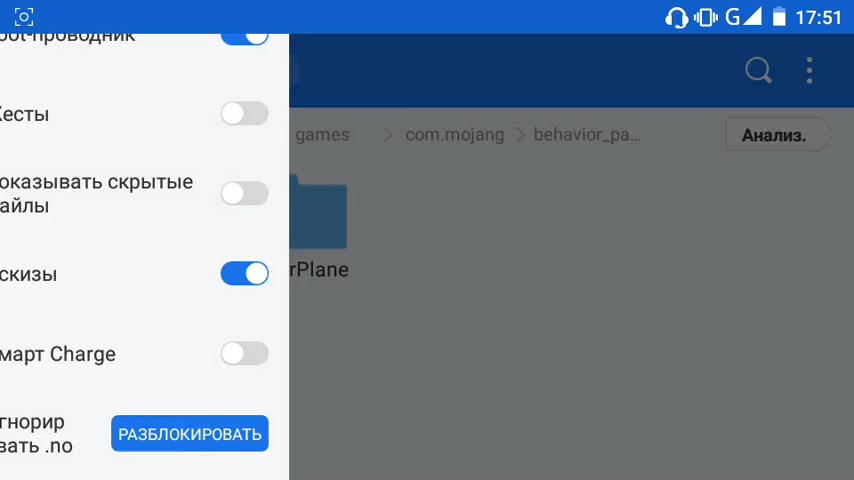 G 17:51
oot-проводник
Жесты
оказывать скрытые
айлы
скизы
март Charge
гнорир
вать .no
РАЗБЛОКИРОВАТЬ
games
com.mojang
behavior_pa...
Анализ.
rPlane